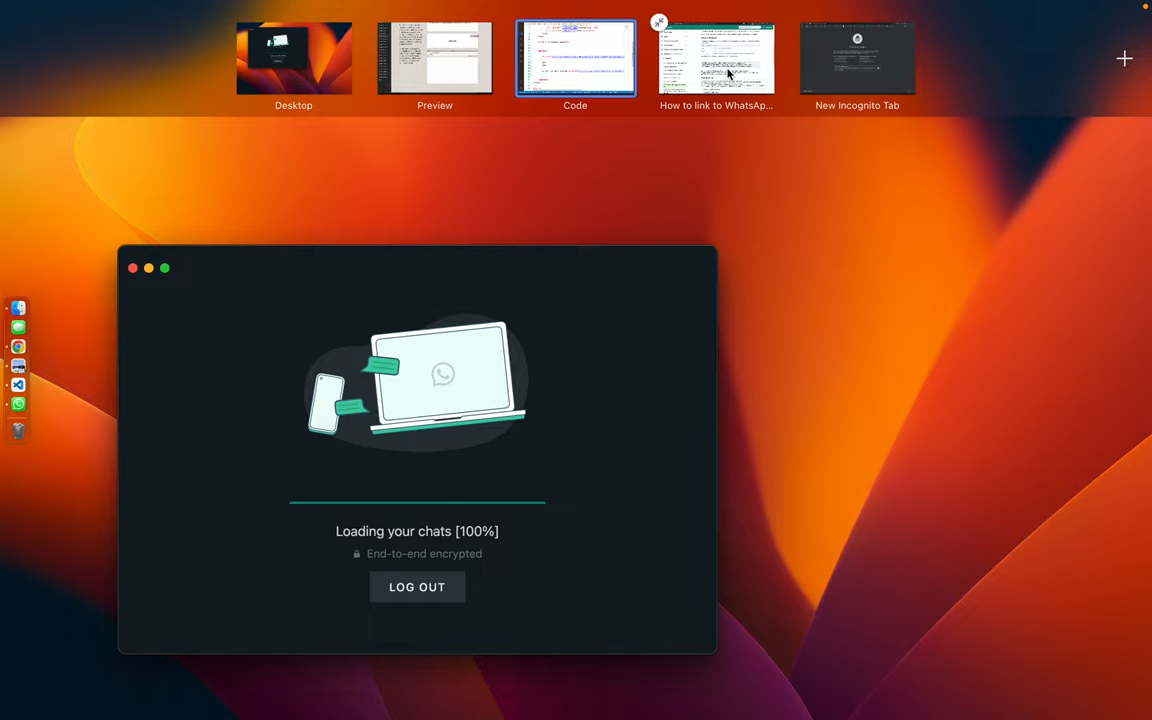 Desktop
Preview
Code
How to link to WhatsAp...
New Incognito Tab
Loading your chats [100%]
End-to-end encrypted
LOG OUT